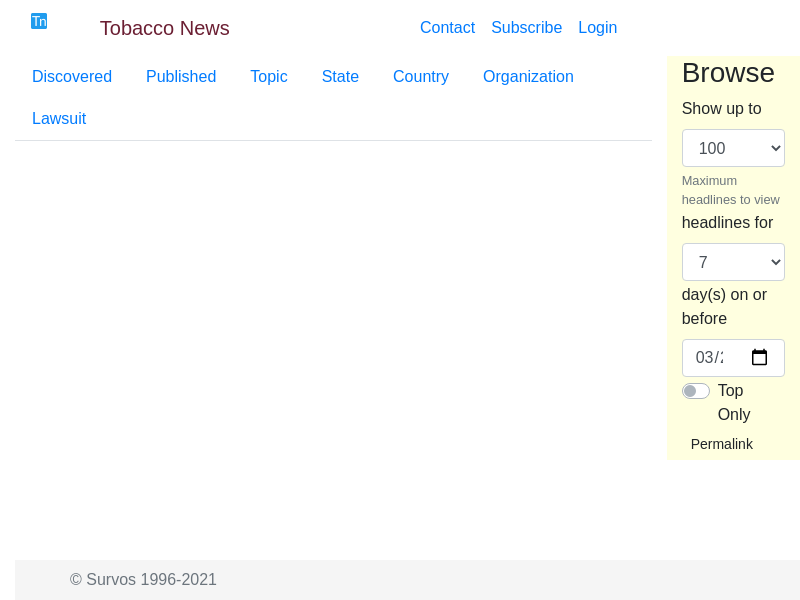 Tn
Tobacco News
Contact Subscribe Login
Discovered Published Topic State Country Organization
Lawsuit
Browse
Show up to
100
Maximum
headlines to view
headlines for
7
day(s) on or
before
03/
Top
Only
Permalink
© Survos 1996-2021